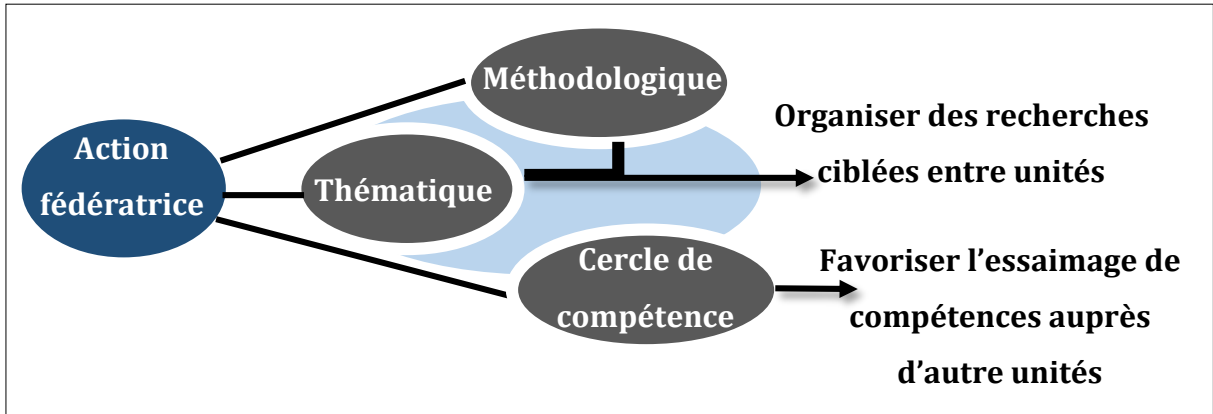 Action
fédératrice
Méthodologique
Thématique
Cercle de
compétence
Organiser des recherches
ciblées entre unités
Favoriser l’essaimage de
compétences auprès
d’autre unités